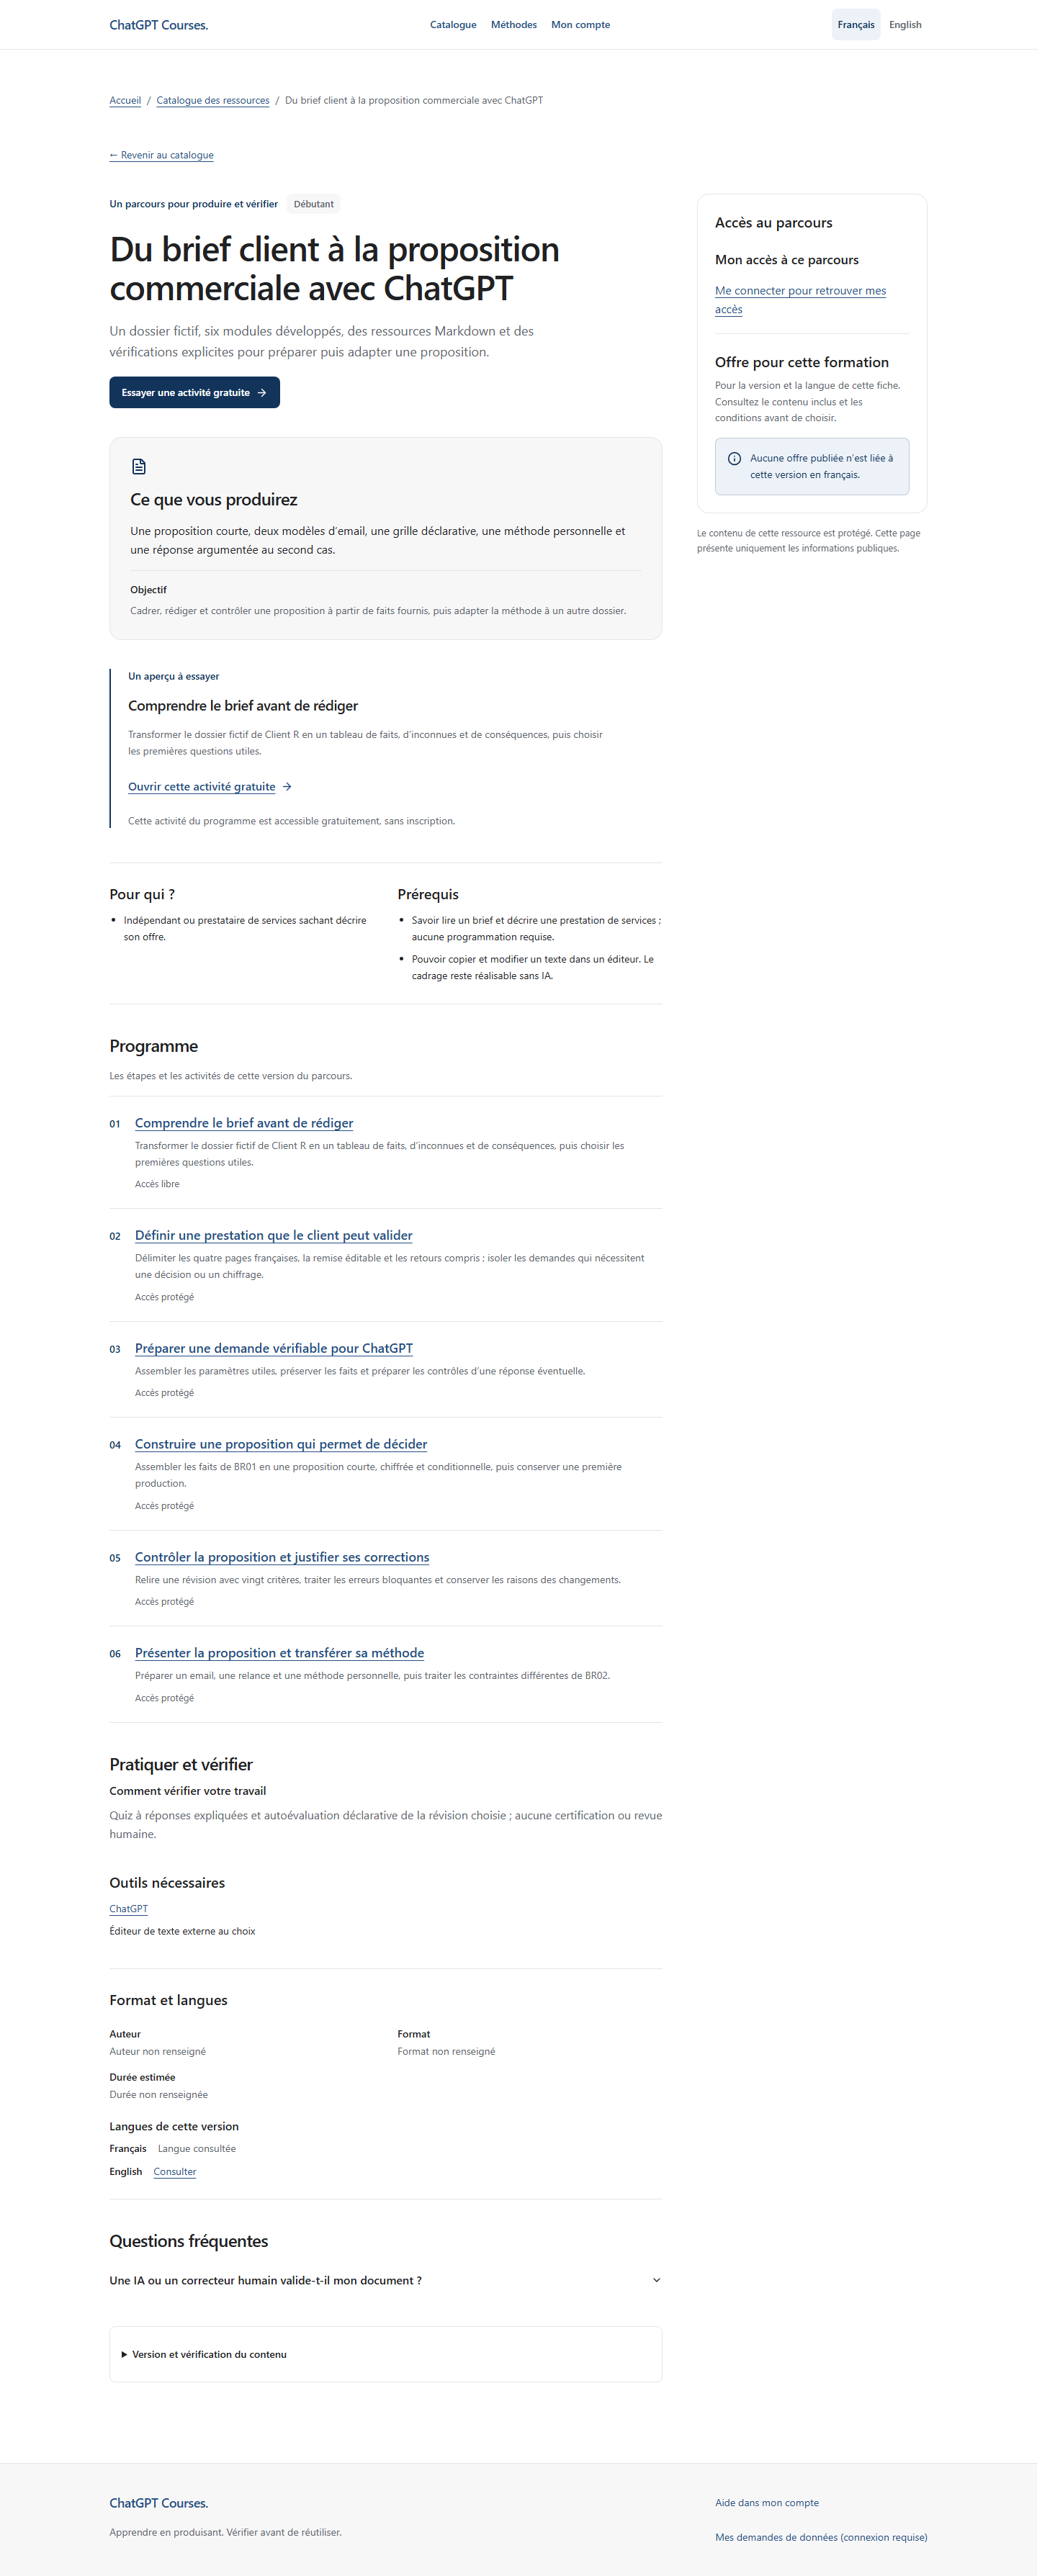 ChatGPT Courses.
Catalogue Méthodes Mon compte
Français English
Accueil / Catalogue des ressources / Du brief client à la proposition commerciale avec ChatGPT
← Revenir au catalogue
Un parcours pour produire et vérifier Débutant
Du brief client à la proposition
commerciale avec ChatGPT
Un dossier fictif, six modules développés, des ressources Markdown et des
vérifications explicites pour préparer puis adapter une proposition.
Essayer une activité gratuite →
Ce que vous produirez
Une proposition courte, deux modèles d’email, une grille déclarative, une méthode personnelle et
une réponse argumentée au second cas.
Objectif
Cadrer, rédiger et contrôler une proposition à partir de faits fournis, puis adapter la méthode à un autre dossier.
Un aperçu à essayer
Comprendre le brief avant de rédiger
Transformer le dossier fictif de Client R en un tableau de faits, d’inconnues et de conséquences, puis choisir
les premières questions utiles.
Ouvrir cette activité gratuite →
Cette activité du programme est accessible gratuitement, sans inscription.
Pour qui ?
Indépendant ou prestataire de services sachant décrire
son offre.
Prérequis
Savoir lire un brief et décrire une prestation de services ;
aucune programmation requise.
Pouvoir copier et modifier un texte dans un éditeur. Le
cadrage reste réalisable sans IA.
Programme
Les étapes et les activités de cette version du parcours.
01 Comprendre le brief avant de rédiger
Transformer le dossier fictif de Client R en un tableau de faits, d’inconnues et de conséquences, puis choisir les
premières questions utiles.
Accès libre
02 Définir une prestation que le client peut valider
Délimiter les quatre pages françaises, la remise éditable et les retours compris ; isoler les demandes qui nécessitent
une décision ou un chiffrage.
Accès protégé
03 Préparer une demande vérifiable pour ChatGPT
Assembler les paramètres utiles, préserver les faits et préparer les contrôles d’une réponse éventuelle.
Accès protégé
04 Construire une proposition qui permet de décider
Assembler les faits de BR01 en une proposition courte, chiffrée et conditionnelle, puis conserver une première
production.
Accès protégé
05 Contrôler la proposition et justifier ses corrections
Relire une révision avec vingt critères, traiter les erreurs bloquantes et conserver les raisons des changements.
Accès protégé
06 Présenter la proposition et transférer sa méthode
Préparer un email, une relance et une méthode personnelle, puis traiter les contraintes différentes de BR02.
Accès protégé
Pratiquer et vérifier
Comment vérifier votre travail
Quiz à réponses expliquées et autoévaluation déclarative de la révision choisie ; aucune certification ou revue
humaine.
Outils nécessaires
ChatGPT
Éditeur de texte externe au choix
Format et langues
Auteur
Auteur non renseigné
Format
Format non renseigné
Durée estimée
Durée non renseignée
Langues de cette version
Français Langue consultée
English Consulter
Questions fréquentes
Une IA ou un correcteur humain valide-t-il mon document ?
Version et vérification du contenu
Accès au parcours
Mon accès à ce parcours
Me connecter pour retrouver mes
accès
Offre pour cette formation
Pour la version et la langue de cette fiche.
Consultez le contenu inclus et les
conditions avant de choisir.
Aucune offre publiée n’est liée à
cette version en français.
Le contenu de cette ressource est protégé. Cette page
présente uniquement les informations publiques.
ChatGPT Courses.
Apprendre en produisant. Vérifier avant de réutiliser.
Aide dans mon compte
Mes demandes de données (connexion requise)